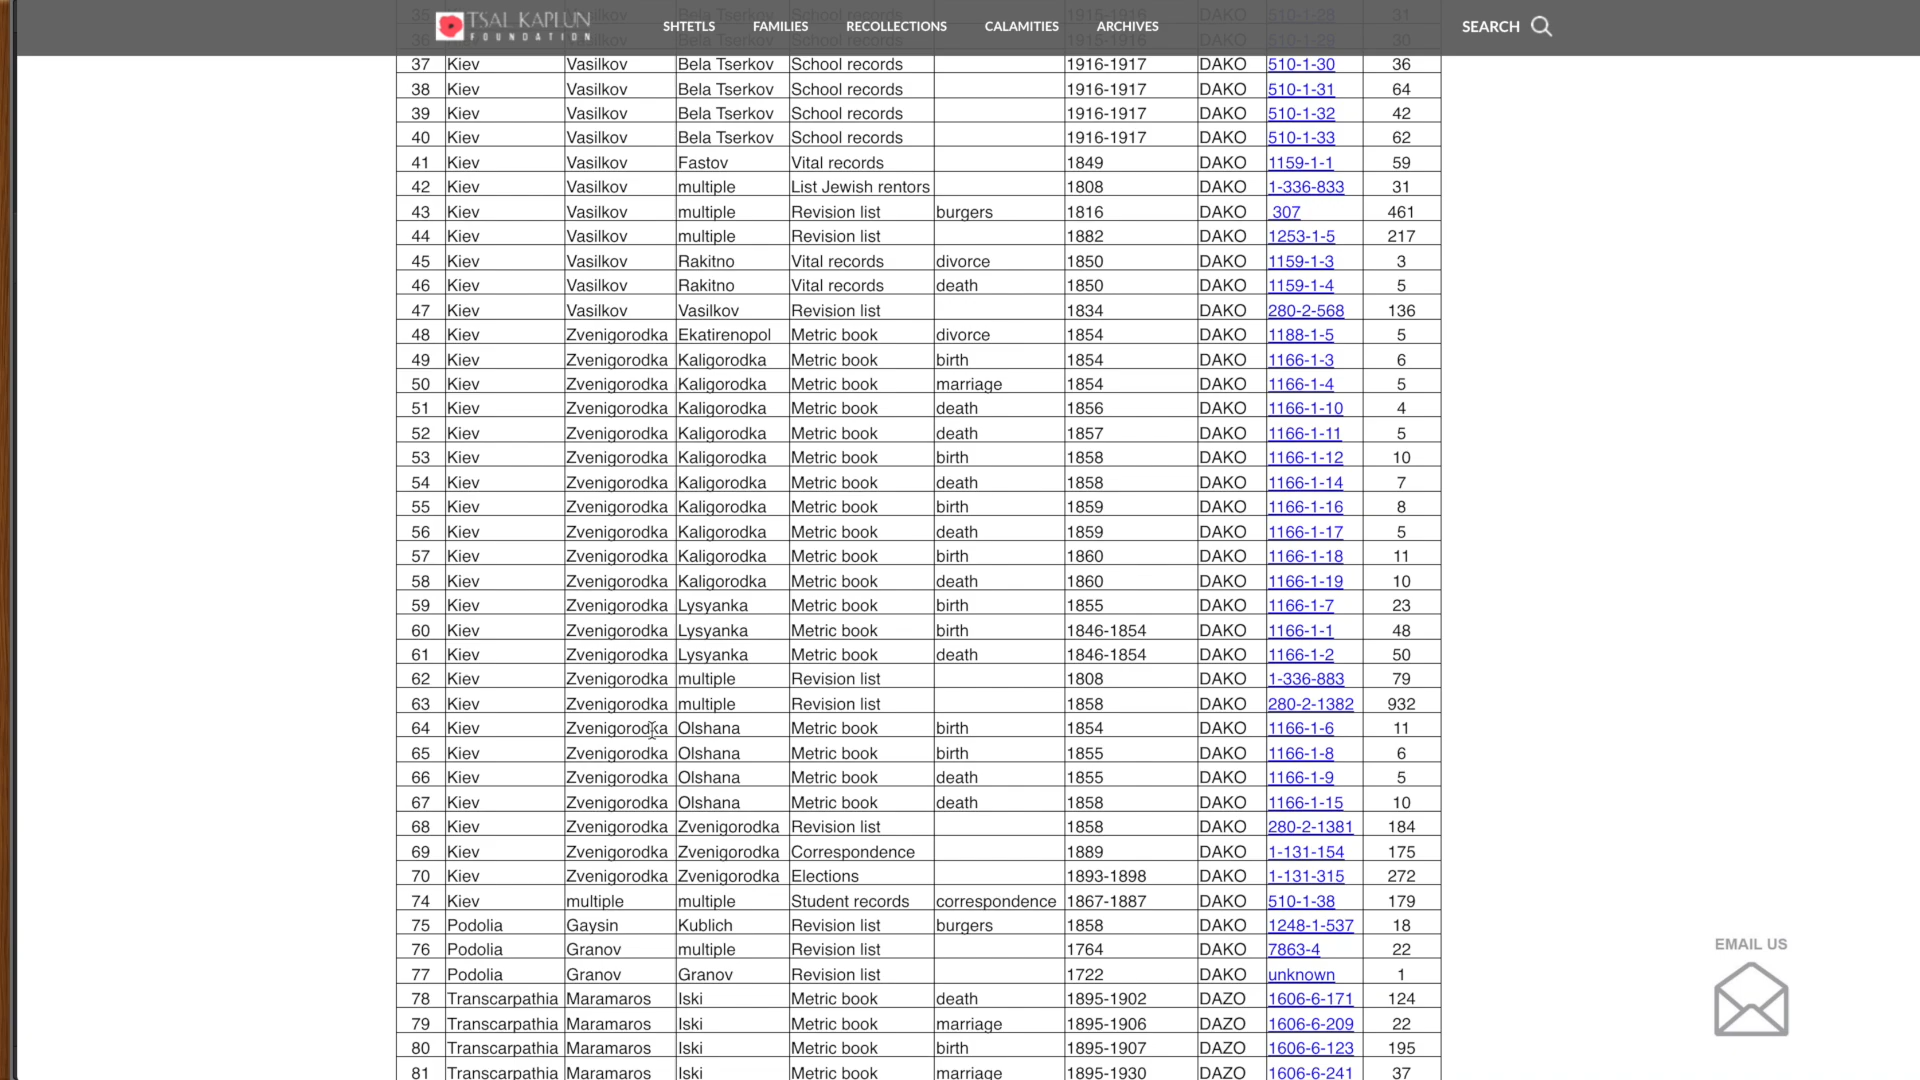 TSAL KAPLUN
FOUNDATION
SHTETLS FAMILIES RECOLLECTIONS CALAMITIES ARCHIVES SEARCH
35 Kiev Vasilkov Bela Tserkov School records 1915-1916 DAKO 510-1-28 31
36 Kiev Vasilkov Bela Tserkov School records 1915-1916 DAKO 510-1-29 30
37 Kiev Vasilkov Bela Tserkov School records 1916-1917 DAKO 510-1-30 36
38 Kiev Vasilkov Bela Tserkov School records 1916-1917 DAKO 510-1-31 64
39 Kiev Vasilkov Bela Tserkov School records 1916-1917 DAKO 510-1-32 42
40 Kiev Vasilkov Bela Tserkov School records 1916-1917 DAKO 510-1-33 62
41 Kiev Vasilkov Fastov Vital records 1849 DAKO 1159-1-1 59
42 Kiev Vasilkov multiple List Jewish rentors 1808 DAKO 1-336-833 31
43 Kiev Vasilkov multiple Revision list burgers 1816 DAKO 307 461
44 Kiev Vasilkov multiple Revision list 1882 DAKO 1253-1-5 217
45 Kiev Vasilkov Rakitno Vital records divorce 1850 DAKO 1159-1-3 3
46 Kiev Vasilkov Rakitno Vital records death 1850 DAKO 1159-1-4 5
47 Kiev Vasilkov Vasilkov Revision list 1834 DAKO 280-2-568 136
48 Kiev Zvenigorodka Ekatirenopol Metric book divorce 1854 DAKO 1188-1-5 5
49 Kiev Zvenigorodka Kaligorodka Metric book birth 1854 DAKO 1166-1-3 6
50 Kiev Zvenigorodka Kaligorodka Metric book marriage 1854 DAKO 1166-1-4 5
51 Kiev Zvenigorodka Kaligorodka Metric book death 1856 DAKO 1166-1-10 4
52 Kiev Zvenigorodka Kaligorodka Metric book death 1857 DAKO 1166-1-11 5
53 Kiev Zvenigorodka Kaligorodka Metric book birth 1858 DAKO 1166-1-12 10
54 Kiev Zvenigorodka Kaligorodka Metric book death 1858 DAKO 1166-1-14 7
55 Kiev Zvenigorodka Kaligorodka Metric book birth 1859 DAKO 1166-1-16 8
56 Kiev Zvenigorodka Kaligorodka Metric book death 1859 DAKO 1166-1-17 5
57 Kiev Zvenigorodka Kaligorodka Metric book birth 1860 DAKO 1166-1-18 11
58 Kiev Zvenigorodka Kaligorodka Metric book death 1860 DAKO 1166-1-19 10
59 Kiev Zvenigorodka Lysyanka Metric book birth 1855 DAKO 1166-1-7 23
60 Kiev Zvenigorodka Lysyanka Metric book birth 1846-1854 DAKO 1166-1-1 48
61 Kiev Zvenigorodka Lysyanka Metric book death 1846-1854 DAKO 1166-1-2 50
62 Kiev Zvenigorodka multiple Revision list 1808 DAKO 1-336-883 79
63 Kiev Zvenigorodka multiple Revision list 1858 DAKO 280-2-1382 932
64 Kiev Zvenigorodka Olshana Metric book birth 1854 DAKO 1166-1-6 11
65 Kiev Zvenigorodka Olshana Metric book birth 1855 DAKO 1166-1-8 6
66 Kiev Zvenigorodka Olshana Metric book death 1855 DAKO 1166-1-9 5
67 Kiev Zvenigorodka Olshana Metric book death 1858 DAKO 1166-1-15 10
68 Kiev Zvenigorodka Zvenigorodka Revision list 1858 DAKO 280-2-1381 184
69 Kiev Zvenigorodka Zvenigorodka Correspondence 1889 DAKO 1-131-154 175
70 Kiev Zvenigorodka Zvenigorodka Elections 1893-1898 DAKO 1-131-315 272
74 Kiev multiple multiple Student records correspondence 1867-1887 DAKO 510-1-38 179
75 Podolia Gaysin Kublich Revision list burgers 1858 DAKO 1248-1-537 18
76 Podolia Granov multiple Revision list 1764 DAKO 7863-4 22
77 Podolia Granov Granov Revision list 1722 DAKO unknown 1
78 Transcarpathia Maramaros Iski Metric book death 1895-1902 DAZO 1606-6-171 124
79 Transcarpathia Maramaros Iski Metric book marriage 1895-1906 DAZO 1606-6-209 22
80 Transcarpathia Maramaros Iski Metric book birth 1895-1907 DAZO 1606-6-123 195
81 Transcarpathia Maramaros Iski Metric book marriage 1895-1930 DAZO 1606-6-241 37
EMAIL US